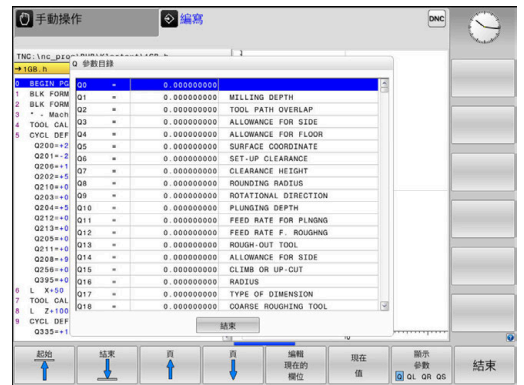 手動操作
編寫
DNC
TNC:\nc_prog\
1
→1GB.h
Q 參數目錄
0 BEGIN PG
1 BLK FORM
2 BLK FORM
3 * - Mach
4 TOOL CAL
5 CYCL DEF
Q200=+2
Q201=-2
Q206=+1
Q202=+5
Q210=+0
Q203=+0
Q204=+5
Q212=+0
Q213=+0
Q205=+0
Q211=+0
Q208=+9
Q256=+0
Q395=+0
6 L X+50
7 TOOL CAL
8 L Z+100
9 CYCL DEF
Q335=+1
Q0 = 0.000000000
Q1 = 0.000000000 MILLING DEPTH
Q2 = 0.000000000 TOOL PATH OVERLAP
Q3 = 0.000000000 ALLOWANCE FOR SIDE
Q4 = 0.000000000 ALLOWANCE FOR FLOOR
Q5 = 0.000000000 SURFACE COORDINATE
Q6 = 0.000000000 SET-UP CLEARANCE
Q7 = 0.000000000 CLEARANCE HEIGHT
Q8 = 0.000000000 ROUNDING RADIUS
Q9 = 0.000000000 ROTATIONAL DIRECTION
Q10 = 0.000000000 PLUNGING DEPTH
Q11 = 0.000000000 FEED RATE FOR PLNGNG
Q12 = 0.000000000 FEED RATE F. ROUGHNG
Q13 = 0.000000000 ROUGH-OUT TOOL
Q14 = 0.000000000 ALLOWANCE FOR SIDE
Q15 = 0.000000000 CLIMB OR UP-CUT
Q16 = 0.000000000 RADIUS
Q17 = 0.000000000 TYPE OF DIMENSION
Q18 = 0.000000000 COARSE ROUGHING TOOL
結束
起始
結束
頁
頁
編輯
現在的
欄位
現在
值
顯示
參數
Q QL QR QS
結束